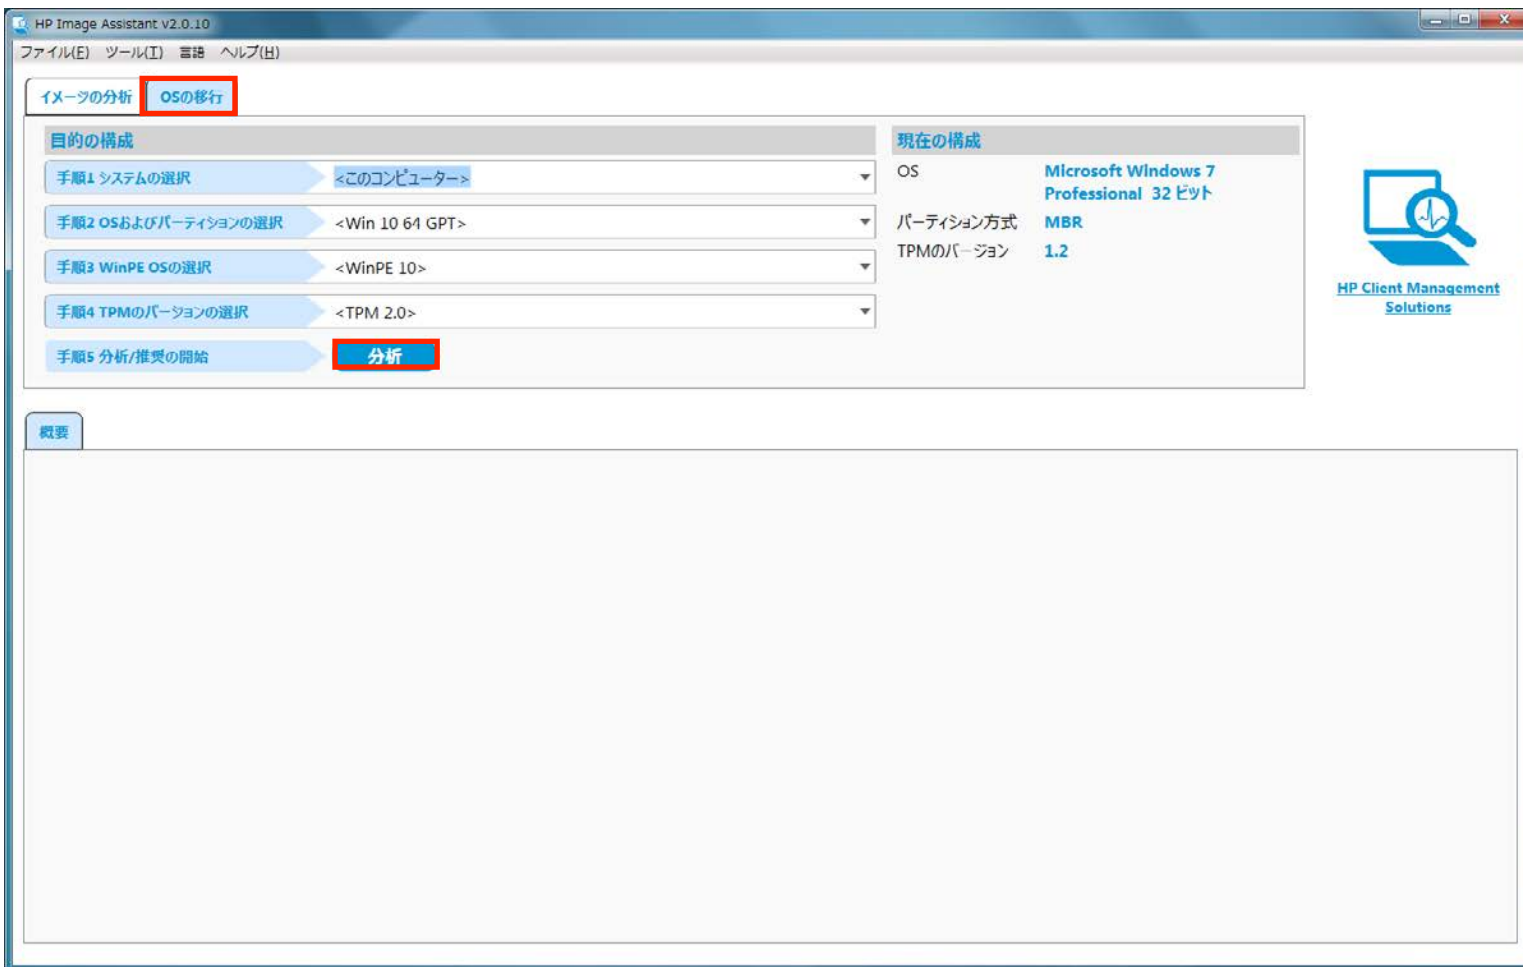 HP Image Assistant v2.0.10
ファイル(F) ツール(T) 言語 ヘルプ(H)
イメージの分析 OSの移行
目的の構成
手順1 システムの選択 <このコンピューター>
手順2 OSおよびパーティションの選択 <Win 10 64 GPT>
手順3 WinPE OSの選択 <WinPE 10>
手順4 TPMのバージョンの選択 <TPM 2.0>
手順5 分析/推奨の開始 分析
現在の構成
OS Microsoft Windows 7
Professional 32 ビット
パーティション方式 MBR
TPMのバージョン 1.2
HP Client Management
Solutions
概要